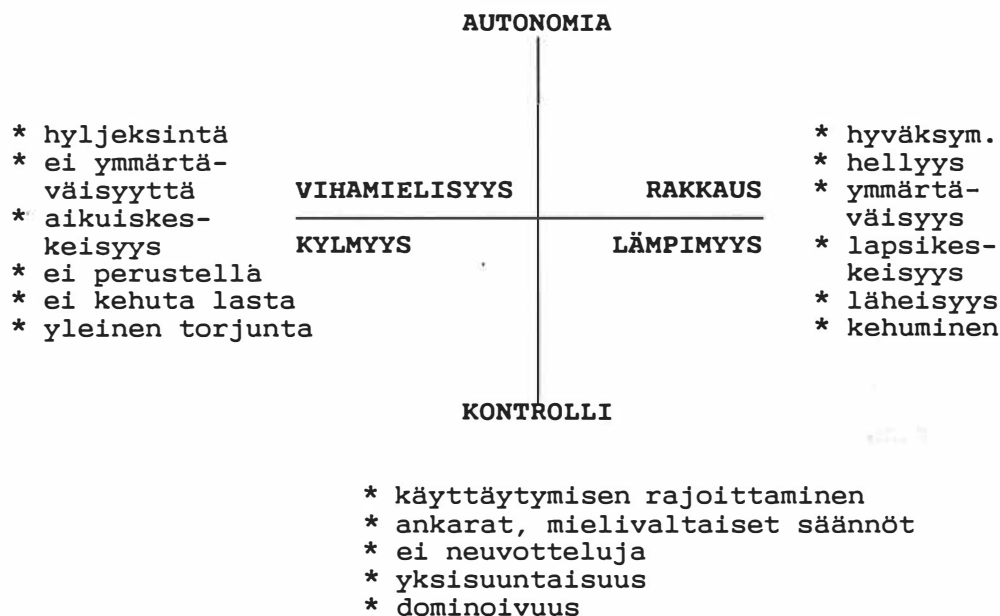 AUTONOMIA
* hyljeksintä
* ei ymmärtä-
väisyyttä
* aikuiskes-
keisyys
* ei perustella
* ei kehuta lasta
* yleinen torjunta
VIHAMIELISYYS
RAKKAUS
KYLMYYS
LÄMPIMYYS
* hyväksym.
* hellyys
* ymmärtä-
väisyys
* lapsikes-
keisyys
* läheisyys
* kehuminen
KONTROLLI
* käyttäytymisen rajoittaminen
* ankarat, mielivaltaiset säännöt
* ei neuvotteluja
* yksisuuntaisuus
* dominoivuus